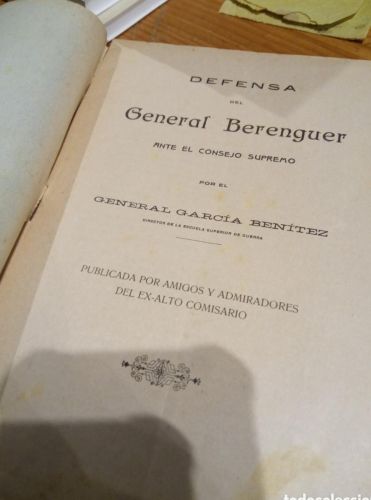 DEFENSA
DEL
General Berenguer
ANTE EL CONSEJO SUPREMO
POR EL
GENERAL GARCÍA BENÍTEZ
DIRECTOR DE LA ESCUELA SUPERIOR DE GUERRA
PUBLICADA POR AMIGOS Y ADMIRADORES
DEL EX-ALTO COMISARIO